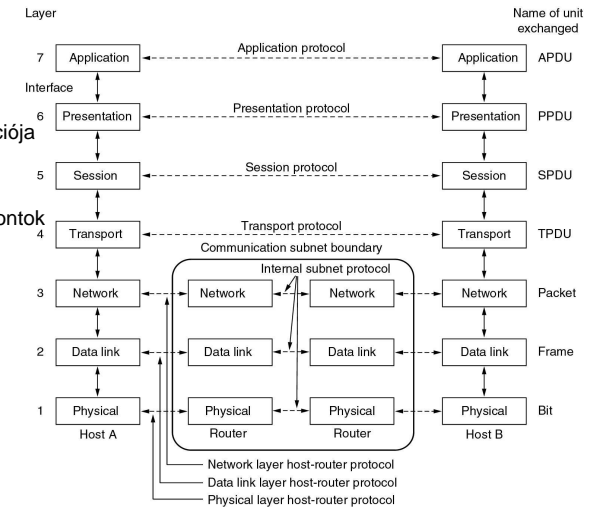 Layer
Name of unit
exchanged
7 Application Application protocol Application APDU
Interface
6 Presentation Presentation protocol Presentation PPDU
ciója
5 Session Session protocol Session SPDU
ontok
4 Transport Transport protocol Transport TPDU
Communication subnet boundary
Internal subnet protocol
3 Network Network Network Network Packet
2 Data link Data link Data link Data link Frame
1 Physical Physical Physical Physical Bit
Host A Router Router Host B
Network layer host-router protocol
Data link layer host-router protocol
Physical layer host-router protocol